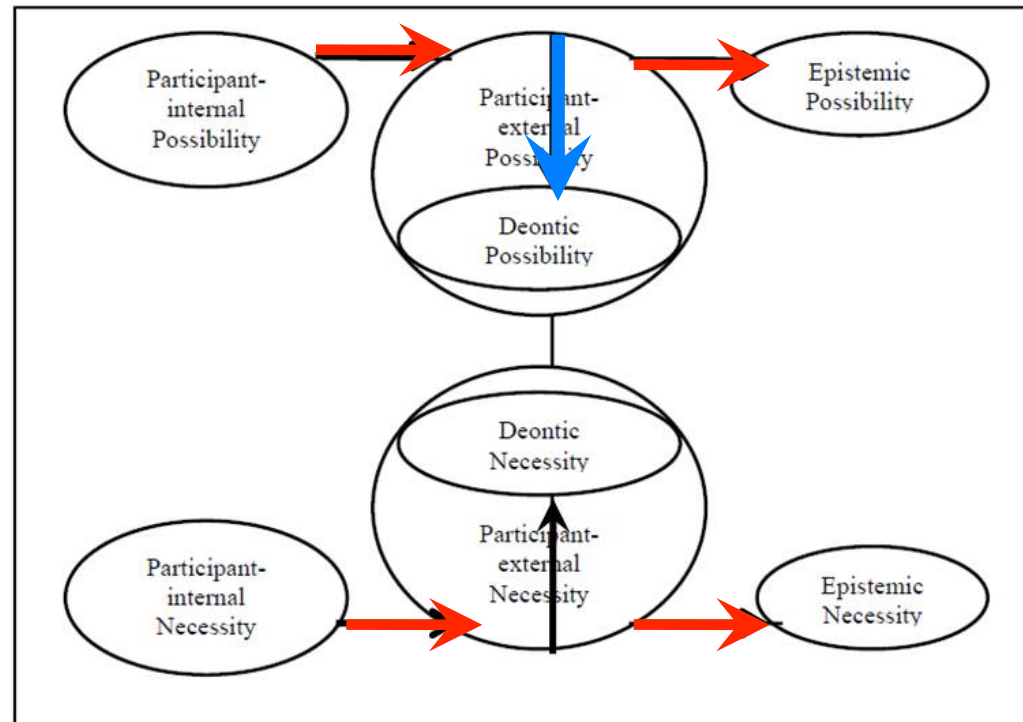 Participant-
internal
Possibility
Participant-
external
Possibility
Epistemic
Possibility
Deontic
Possibility
Deontic
Necessity
Participant-
internal
Necessity
Participant-
external
Necessity
Epistemic
Necessity